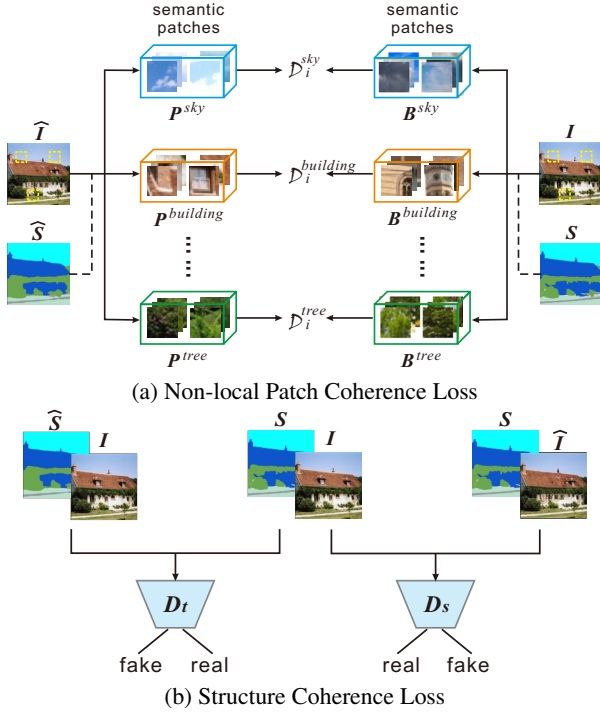 semantic patches
semantic patches
P^sky
D_i^sky
B^sky
Î
I
P^building
D_i^building
B^building
Ŝ
S
P^tree
D_i^tree
B^tree
(a) Non-local Patch Coherence Loss
Ŝ
I
S
I
S
Î
D_t
D_s
fake real
real fake
(b) Structure Coherence Loss